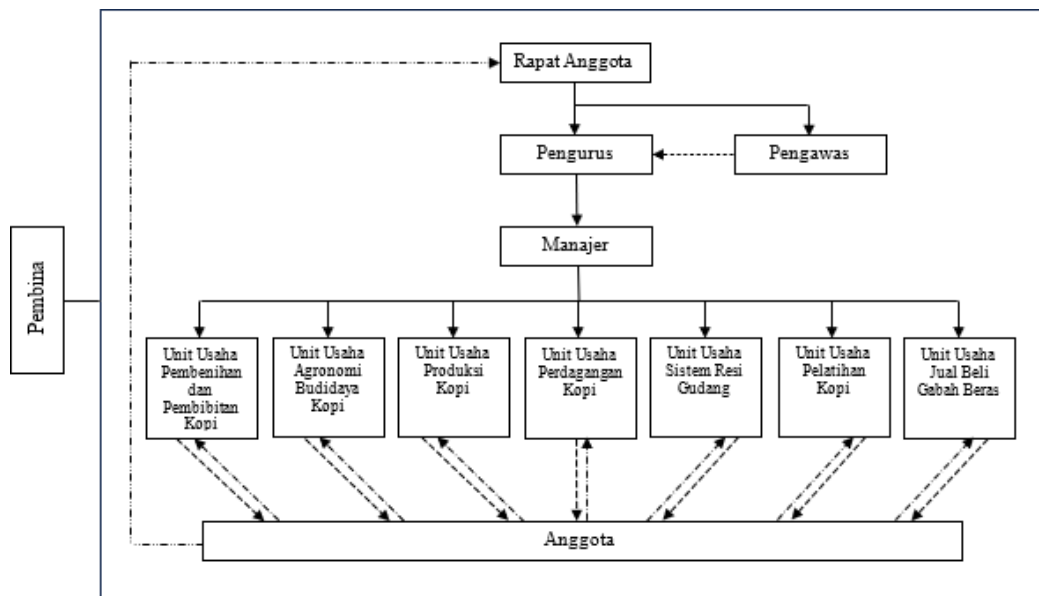 Rapat Anggota
Pengurus
Pengawas
Manajer
Pembina
Unit Usaha
Pembenihan
dan
Pembibitan
Kopi
Unit Usaha
Agronomi
Budidaya
Kopi
Unit Usaha
Produksi
Kopi
Unit Usaha
Perdagangan
Kopi
Unit Usaha
Sistem Resi
Gudang
Unit Usaha
Pelatihan
Kopi
Unit Usaha
Jual Beli
Gabah Beras
Anggota